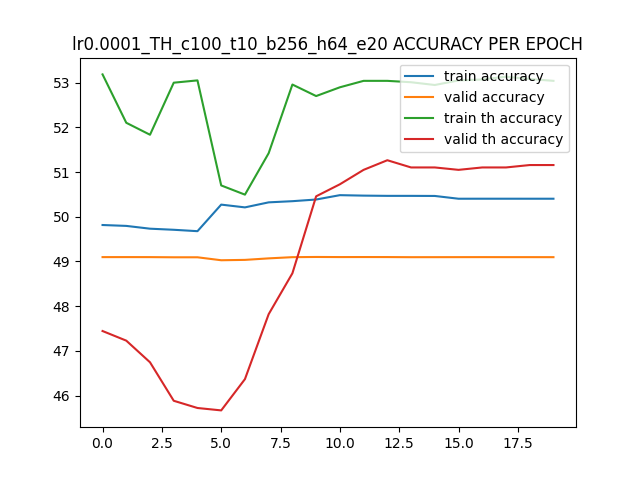 lr0.0001_TH_c100_t10_b256_h64_e20 ACCURACY PER EPOCH
train accuracy
valid accuracy
train th accuracy
valid th accuracy
53
52
51
50
49
48
47
46
0.0 2.5 5.0 7.5 10.0 12.5 15.0 17.5